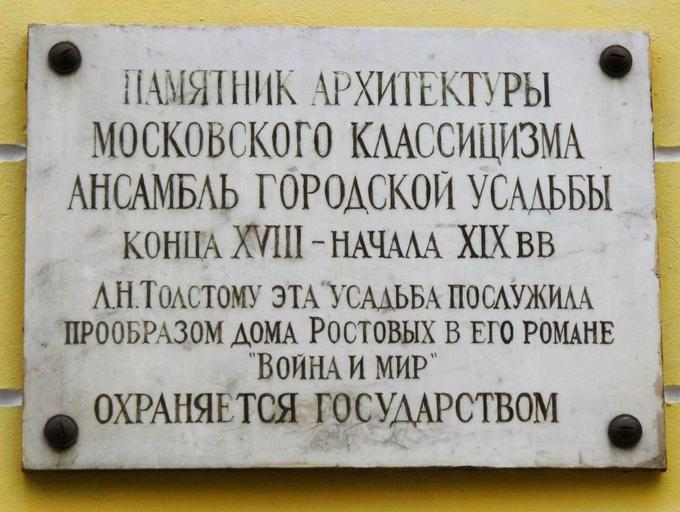 ПАМЯТНИК АРХИТЕКТУРЫ
МОСКОВСКОГО КЛАССИЦИЗМА
АНСАМБЛЬ ГОРОДСКОЙ УСАДЬБЫ
КОНЦА XVIII – НАЧАЛА XIX ВВ
Л.Н.ТОЛСТОМУ ЭТА УСАДЬБА ПОСЛУЖИЛА
ПРООБРАЗОМ ДОМА РОСТОВЫХ В ЕГО РОМАНЕ
"ВОЙНА И МИР"
ОХРАНЯЕТСЯ ГОСУДАРСТВОМ